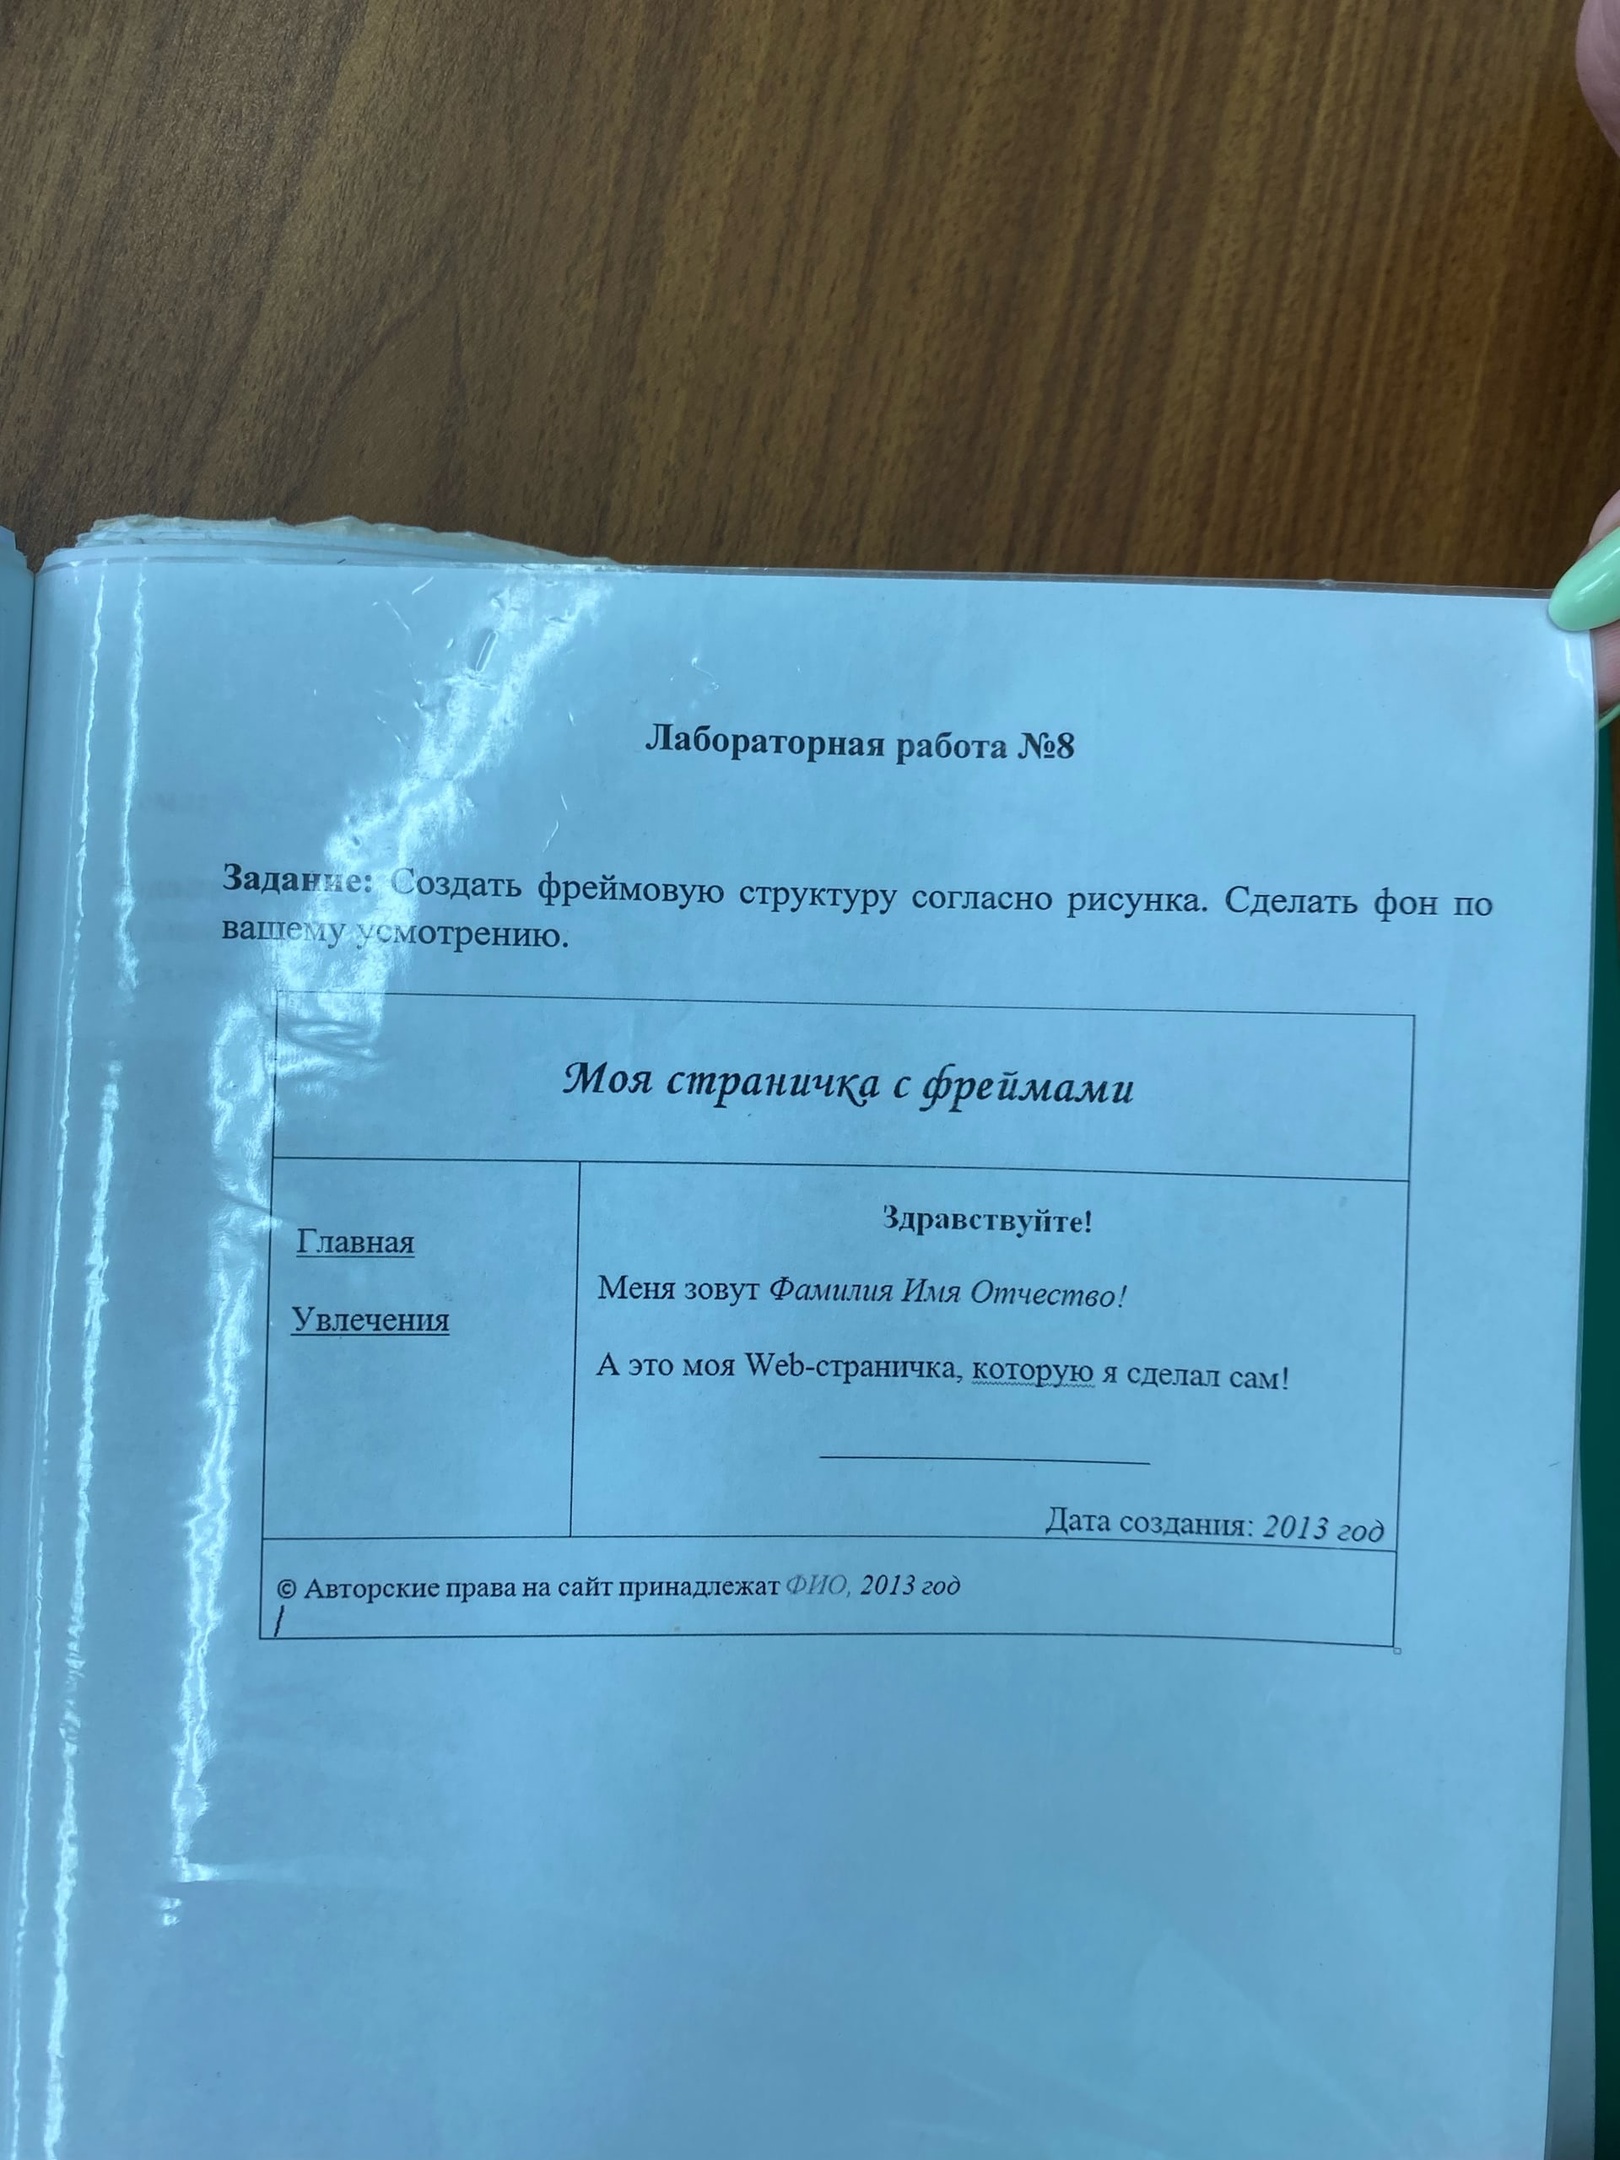 Лабораторная работа №8
Задание: Создать фреймовую структуру согласно рисунка. Сделать фон по
вашему усмотрению.
Моя страничка с фреймами
Главная
Увлечения
Здравствуйте!
Меня зовут Фамилия Имя Отчество!
А это моя Web-страничка, которую я сделал сам!
Дата создания: 2013 год
© Авторские права на сайт принадлежат ФИО, 2013 год